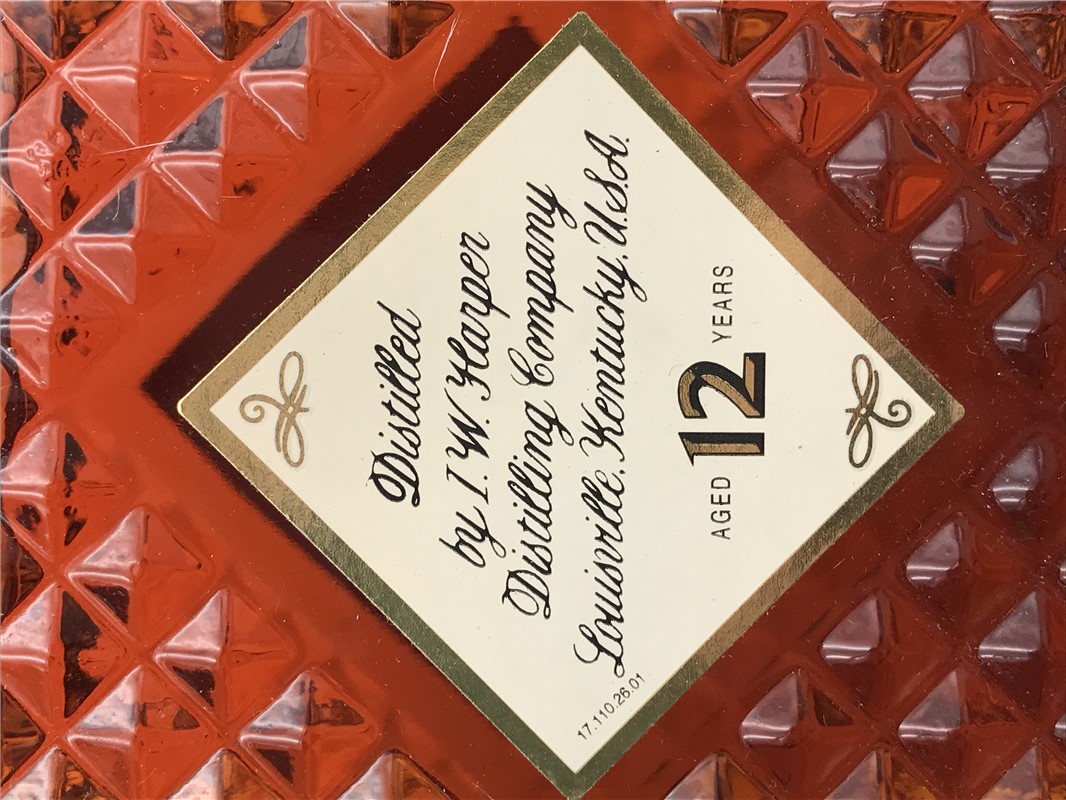 Distilled
by I.W. Harper
Distilling Company
Louisville, Kentucky, U.S.A.
AGED 12 YEARS
17.110.26.01